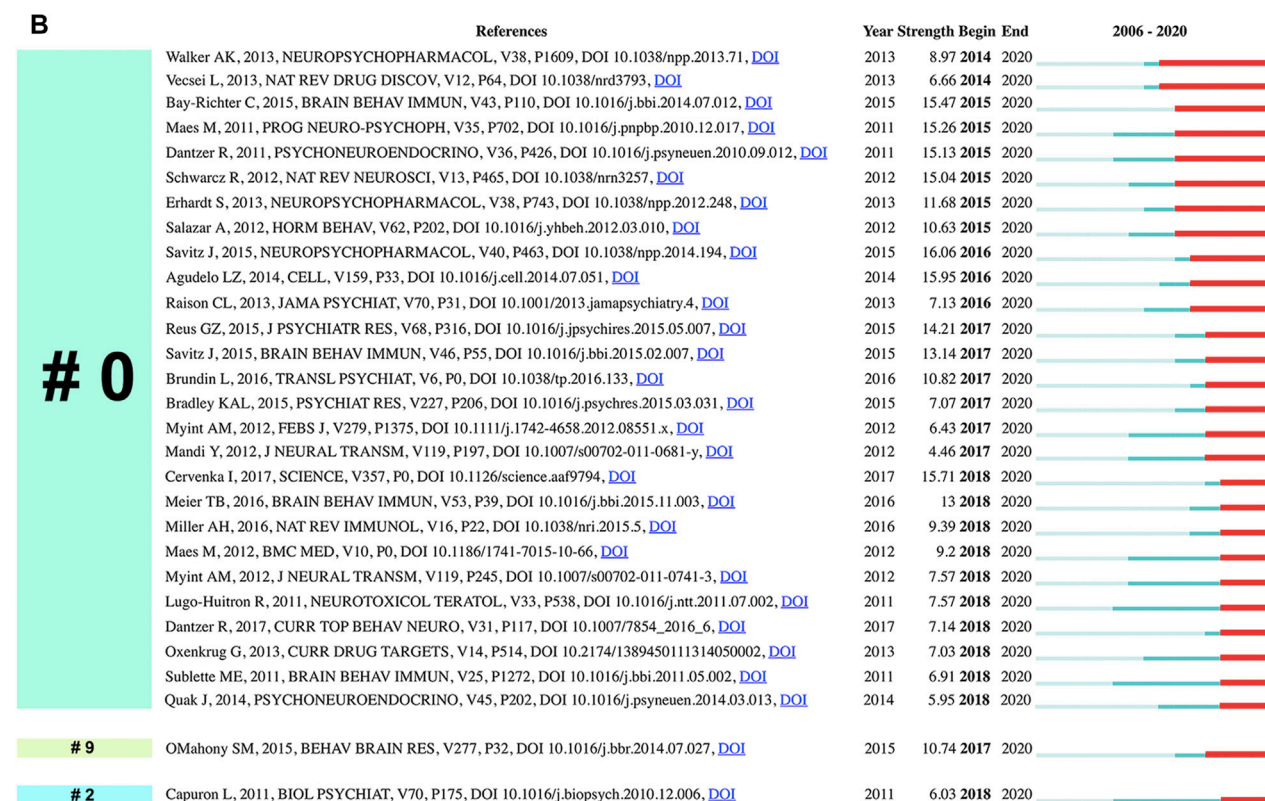 B
References Year Strength Begin End 2006 - 2020
Walker AK, 2013, NEUROPSYCHOPHARMACOL, V38, P1609, DOI 10.1038/npp.2013.71, DOI 2013 8.97 2014 2020
Vecsei L, 2013, NAT REV DRUG DISCOV, V12, P64, DOI 10.1038/nrd3793, DOI 2013 6.66 2014 2020
Bay-Richter C, 2015, BRAIN BEHAV IMMUN, V43, P110, DOI 10.1016/j.bbi.2014.07.012, DOI 2015 15.47 2015 2020
Maes M, 2011, PROG NEURO-PSYCHOPH, V35, P702, DOI 10.1016/j.pnpbp.2010.12.017, DOI 2011 15.26 2015 2020
Dantzer R, 2011, PSYCHONEUROENDOCRINO, V36, P426, DOI 10.1016/j.psyneuen.2010.09.012, DOI 2011 15.13 2015 2020
Schwarcz R, 2012, NAT REV NEUROSCI, V13, P465, DOI 10.1038/nrn3257, DOI 2012 15.04 2015 2020
Erhardt S, 2013, NEUROPSYCHOPHARMACOL, V38, P743, DOI 10.1038/npp.2012.248, DOI 2013 11.68 2015 2020
Salazar A, 2012, HORM BEHAV, V62, P202, DOI 10.1016/j.yhbeh.2012.03.010, DOI 2012 10.63 2015 2020
Savitz J, 2015, NEUROPSYCHOPHARMACOL, V40, P463, DOI 10.1038/npp.2014.194, DOI 2015 16.06 2016 2020
Agudelo LZ, 2014, CELL, V159, P33, DOI 10.1016/j.cell.2014.07.051, DOI 2014 15.95 2016 2020
Raison CL, 2013, JAMA PSYCHIAT, V70, P31, DOI 10.1001/2013.jamapsychiatry.4, DOI 2013 7.13 2016 2020
Reus GZ, 2015, J PSYCHIATR RES, V68, P316, DOI 10.1016/j.jpsychires.2015.05.007, DOI 2015 14.21 2017 2020
Savitz J, 2015, BRAIN BEHAV IMMUN, V46, P55, DOI 10.1016/j.bbi.2015.02.007, DOI 2015 13.14 2017 2020
# 0
Brundin L, 2016, TRANSL PSYCHIAT, V6, P0, DOI 10.1038/tp.2016.133, DOI 2016 10.82 2017 2020
Bradley KAL, 2015, PSYCHIAT RES, V227, P206, DOI 10.1016/j.psychres.2015.03.031, DOI 2015 7.07 2017 2020
Myint AM, 2012, FEBS J, V279, P1375, DOI 10.1111/j.1742-4658.2012.08551.x, DOI 2012 6.43 2017 2020
Mandi Y, 2012, J NEURAL TRANSM, V119, P197, DOI 10.1007/s00702-011-0681-y, DOI 2012 4.46 2017 2020
Cervenka I, 2017, SCIENCE, V357, P0, DOI 10.1126/science.aaf9794, DOI 2017 15.71 2018 2020
Meier TB, 2016, BRAIN BEHAV IMMUN, V53, P39, DOI 10.1016/j.bbi.2015.11.003, DOI 2016 13 2018 2020
Miller AH, 2016, NAT REV IMMUNOL, V16, P22, DOI 10.1038/nri.2015.5, DOI 2016 9.39 2018 2020
Maes M, 2012, BMC MED, V10, P0, DOI 10.1186/1741-7015-10-66, DOI 2012 9.2 2018 2020
Myint AM, 2012, J NEURAL TRANSM, V119, P245, DOI 10.1007/s00702-011-0741-3, DOI 2012 7.57 2018 2020
Lugo-Huitron R, 2011, NEUROTOXICOL TERATOL, V33, P538, DOI 10.1016/j.ntt.2011.07.002, DOI 2011 7.57 2018 2020
Dantzer R, 2017, CURR TOP BEHAV NEURO, V31, P117, DOI 10.1007/7854_2016_6, DOI 2017 7.14 2018 2020
Oxenkrug G, 2013, CURR DRUG TARGETS, V14, P514, DOI 10.2174/1389450111314050002, DOI 2013 7.03 2018 2020
Sublette ME, 2011, BRAIN BEHAV IMMUN, V25, P1272, DOI 10.1016/j.bbi.2011.05.002, DOI 2011 6.91 2018 2020
Quak J, 2014, PSYCHONEUROENDOCRINO, V45, P202, DOI 10.1016/j.psyneuen.2014.03.013, DOI 2014 5.95 2018 2020
# 9 OMahony SM, 2015, BEHAV BRAIN RES, V277, P32, DOI 10.1016/j.bbr.2014.07.027, DOI 2015 10.74 2017 2020
# 2 Capuron L, 2011, BIOL PSYCHIAT, V70, P175, DOI 10.1016/j.biopsych.2010.12.006, DOI 2011 6.03 2018 2020